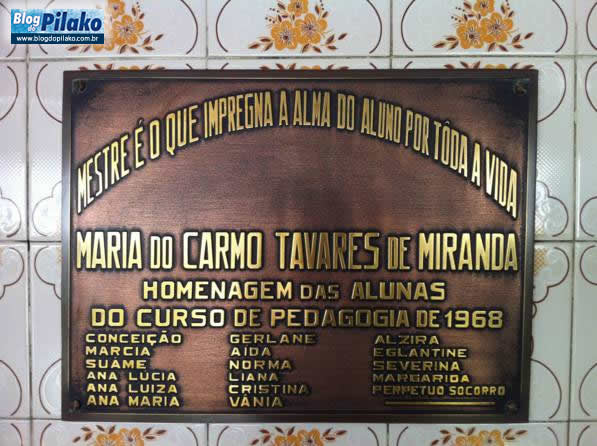 Blog
do Pilako
www.blogdopilako.com.br
MESTRE É O QUE IMPREGNA A ALMA DO ALUNO POR TÔDA A VIDA
MARIA DO CARMO TAVARES DE MIRANDA
HOMENAGEM DAS ALUNAS
DO CURSO DE PEDAGOGIA DE 1968
CONCEIÇÃO GERLANE ALZIRA
MARCIA AIDA EGLANTINE
SUAME NORMA SEVERINA
ANA LUCIA LIANA MARGARIDA
ANA LUIZA CRISTINA PERPETUO SOCORRO
ANA MARIA VÂNIA